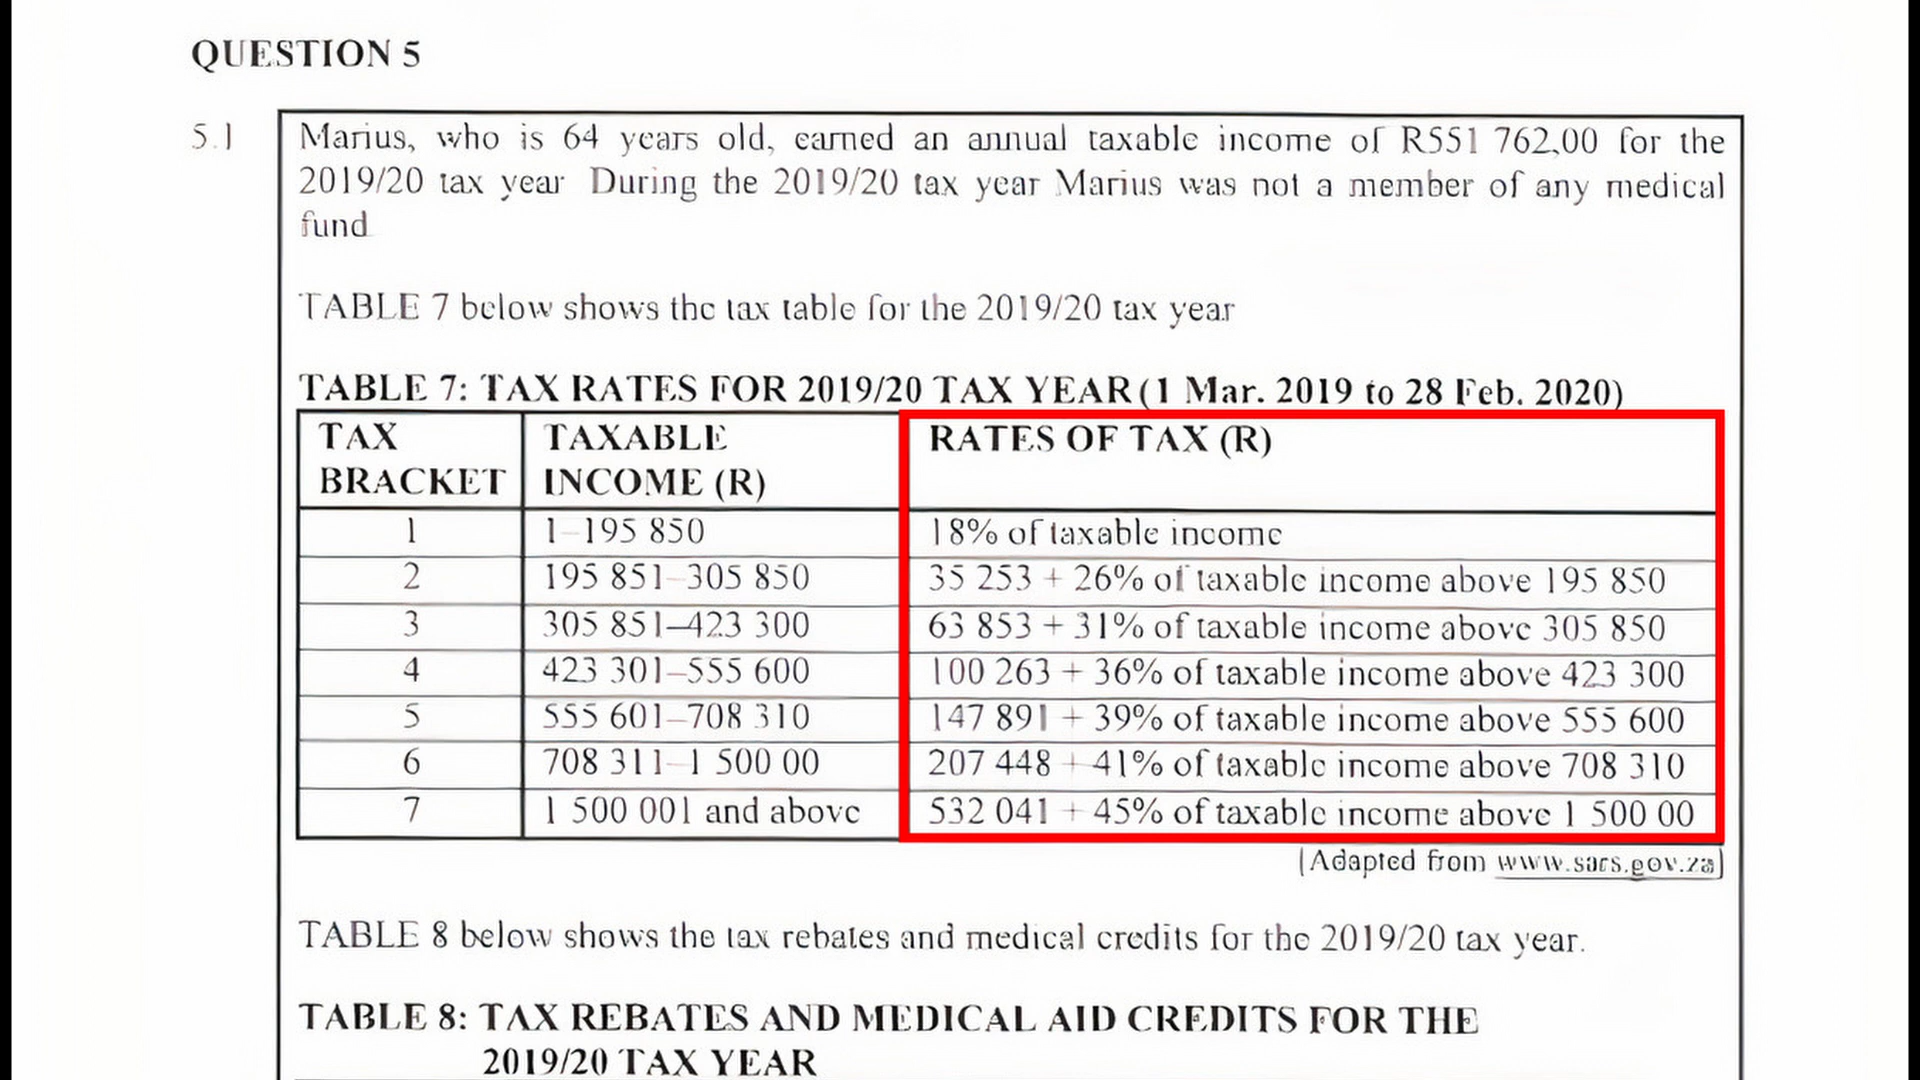 QUESTION 5
5.1 Marius, who is 64 years old, earned an annual taxable income of R551 762,00 for the
2019/20 tax year During the 2019/20 tax year Marius was not a member of any medical
fund
TABLE 7 below shows the tax table for the 2019/20 tax year
TABLE 7: TAX RATES FOR 2019/20 TAX YEAR (1 Mar. 2019 to 28 Feb. 2020)
TAX BRACKET TAXABLE INCOME (R) RATES OF TAX (R)
1 1–195 850 18% of taxable income
2 195 851–305 850 35 253 + 26% of taxable income above 195 850
3 305 851–423 300 63 853 + 31% of taxable income above 305 850
4 423 301–555 600 100 263 + 36% of taxable income above 423 300
5 555 601–708 310 147 891 + 39% of taxable income above 555 600
6 708 311–1 500 00 207 448 + 41% of taxable income above 708 310
7 1 500 001 and above 532 041 + 45% of taxable income above 1 500 00
[Adapted from www.sars.gov.za]
TABLE 8 below shows the tax rebates and medical credits for the 2019/20 tax year.
TABLE 8: TAX REBATES AND MEDICAL AID CREDITS FOR THE
2019/20 TAX YEAR